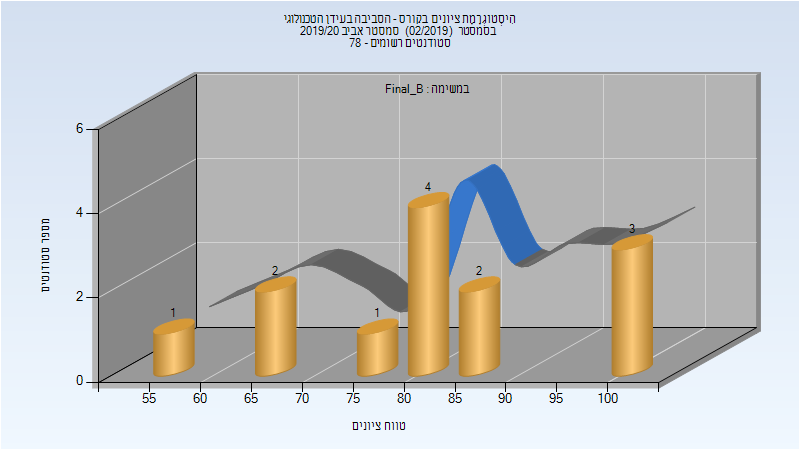 היסטוגרמת ציונים בקורס - הסביבה בעידן הטכנולוגי
בסמסטר (02/2019) סמסטר אביב 2019/20
סטודנטים רשומים - 78
במשימה : Final_B
מספר סטודנטים
6
4
2
0
1
2
1
4
2
3
55 60 65 70 75 80 85 90 95 100
טווח ציונים